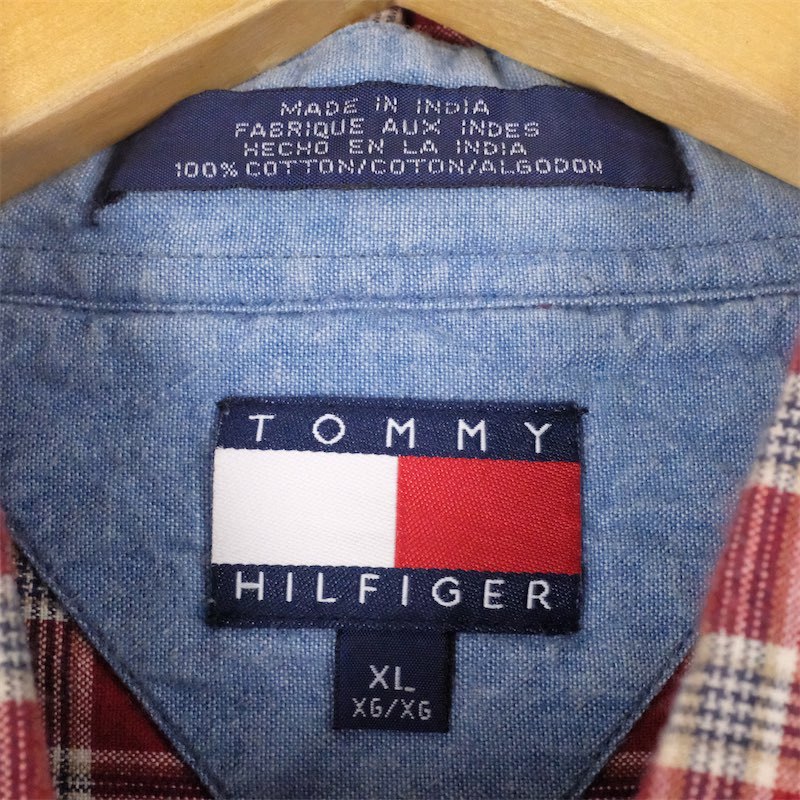 MADE IN INDIA
FABRIQUE AUX INDES
HECHO EN LA INDIA
100% COTTON/COTON/ALGODON
TOMMY
HILFIGER
XL
XG/XG